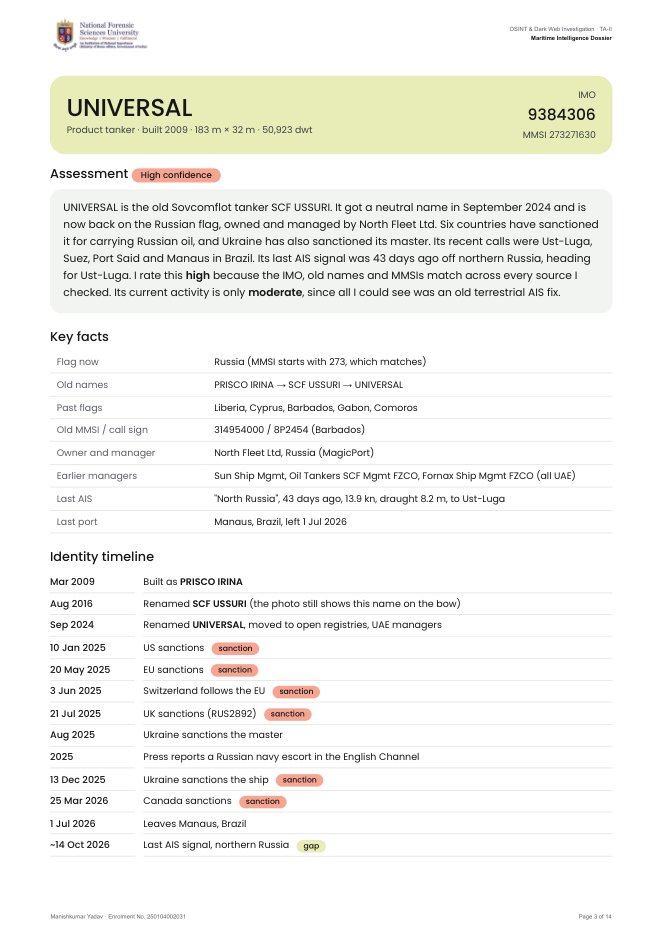 National Forensic
Sciences University
Knowledge | Wisdom | Fulfilment
An Institution of National Importance
(Ministry of Home Affairs, Government of India)
OSINT & Dark Web Investigation · TA-II
Maritime Intelligence Dossier
UNIVERSAL
Product tanker · built 2009 · 183 m × 32 m · 50,923 dwt
IMO
9384306
MMSI 273271630
Assessment High confidence
UNIVERSAL is the old Sovcomflot tanker SCF USSURI. It got a neutral name in September 2024 and is
now back on the Russian flag, owned and managed by North Fleet Ltd. Six countries have sanctioned
it for carrying Russian oil, and Ukraine has also sanctioned its master. Its recent calls were Ust-Luga,
Suez, Port Said and Manaus in Brazil. Its last AIS signal was 43 days ago off northern Russia, heading
for Ust-Luga. I rate this high because the IMO, old names and MMSIs match across every source I
checked. Its current activity is only moderate, since all I could see was an old terrestrial AIS fix.
Key facts
Flag now Russia (MMSI starts with 273, which matches)
Old names PRISCO IRINA → SCF USSURI → UNIVERSAL
Past flags Liberia, Cyprus, Barbados, Gabon, Comoros
Old MMSI / call sign 314954000 / 8P2454 (Barbados)
Owner and manager North Fleet Ltd, Russia (MagicPort)
Earlier managers Sun Ship Mgmt, Oil Tankers SCF Mgmt FZCO, Fornax Ship Mgmt FZCO (all UAE)
Last AIS "North Russia", 43 days ago, 13.9 kn, draught 8.2 m, to Ust-Luga
Last port Manaus, Brazil, left 1 Jul 2026
Identity timeline
Mar 2009 Built as PRISCO IRINA
Aug 2016 Renamed SCF USSURI (the photo still shows this name on the bow)
Sep 2024 Renamed UNIVERSAL, moved to open registries, UAE managers
10 Jan 2025 US sanctions sanction
20 May 2025 EU sanctions sanction
3 Jun 2025 Switzerland follows the EU sanction
21 Jul 2025 UK sanctions (RUS2892) sanction
Aug 2025 Ukraine sanctions the master
2025 Press reports a Russian navy escort in the English Channel
13 Dec 2025 Ukraine sanctions the ship sanction
25 Mar 2026 Canada sanctions sanction
1 Jul 2026 Leaves Manaus, Brazil
~14 Oct 2026 Last AIS signal, northern Russia gap
Manishkumar Yadav · Enrolment No. 250104002031
Page 3 of 14